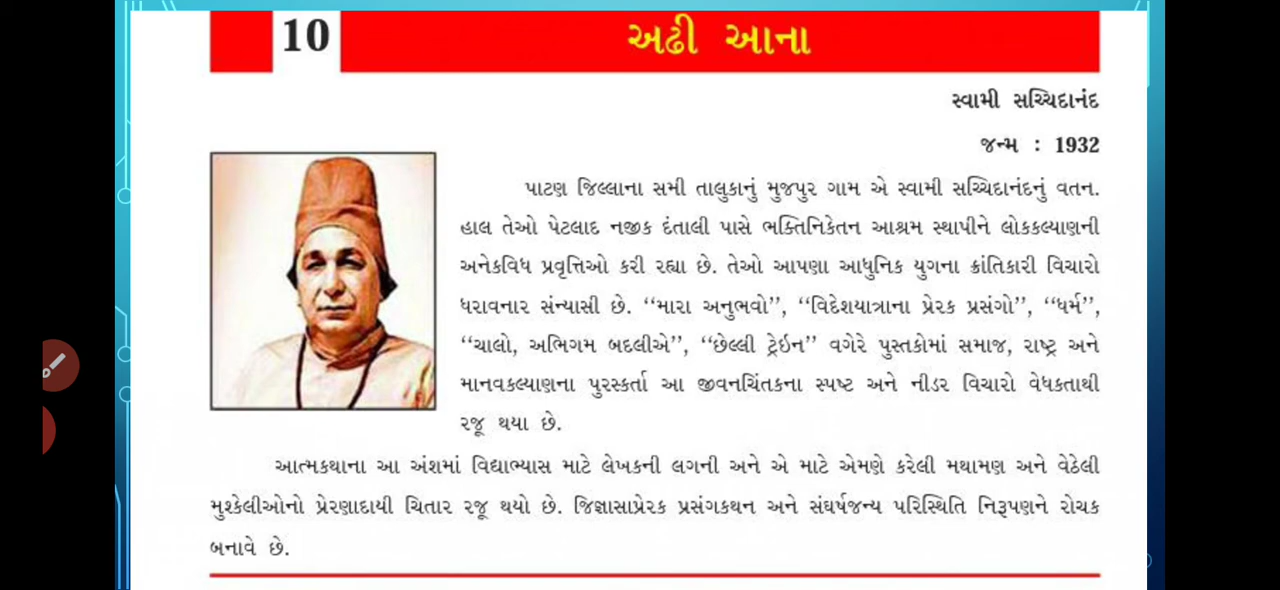 10
અઢી આના
સ્વામી સચ્ચિદાનંદ
જન્મ : 1932
પાટણ જિલ્લાના સમી તાલુકાનું મુજપુર ગામ એ સ્વામી સચ્ચિદાનંદનું વતન.
હાલ તેઓ પેટલાદ નજીક દંતાલી પાસે ભક્તિનિકેતન આશ્રમ સ્થાપીને લોકકલ્યાણની
અનેકવિધ પ્રવૃત્તિઓ કરી રહ્યા છે. તેઓ આપણા આધુનિક યુગના ક્રાંતિકારી વિચારો
ધરાવનાર સંન્યાસી છે. ‘‘મારા અનુભવો’’, ‘‘વિદેશયાત્રાના પ્રેરક પ્રસંગો’’, ‘‘ધર્મ’’,
‘‘ચાલો, અભિગમ બદલીએ’’, ‘‘છેલ્લી ટ્રેઇન’’ વગેરે પુસ્તકોમાં સમાજ, રાષ્ટ્ર અને
માનવકલ્યાણના પુરસ્કર્તા આ જીવનચિંતકના સ્પષ્ટ અને નીડર વિચારો વેધકતાથી
રજૂ થયા છે.
આત્મકથાના આ અંશમાં વિદ્યાભ્યાસ માટે લેખકની લગની અને એ માટે એમણે કરેલી મથામણ અને વેઠેલી
મુશ્કેલીઓનો પ્રેરણાદાયી ચિતાર રજૂ થયો છે. જિજ્ઞાસાપ્રેરક પ્રસંગકથન અને સંઘર્ષજન્ય પરિસ્થિતિ નિરૂપણને રોચક
બનાવે છે.